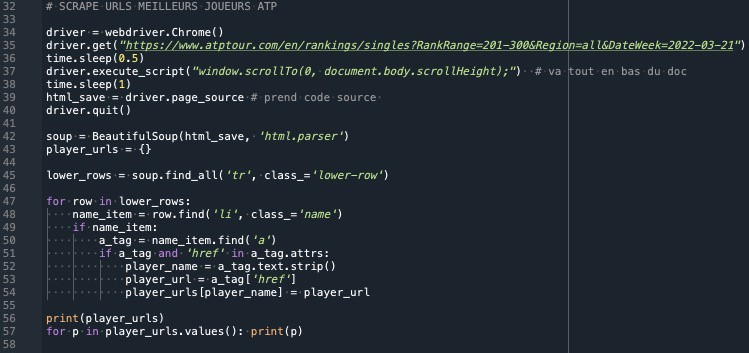 32 # SCRAPE URLS MEILLEURS JOUEURS ATP
33
34 driver = webdriver.Chrome()
35 driver.get("https://www.atptour.com/en/rankings/singles?RankRange=201-300&Region=all&DateWeek=2022-03-21")
36 time.sleep(0.5)
37 driver.execute_script("window.scrollTo(0, document.body.scrollHeight);") # va tout en bas du doc
38 time.sleep(1)
39 html_save = driver.page_source # prend code source
40 driver.quit()
41
42 soup = BeautifulSoup(html_save, 'html.parser')
43 player_urls = {}
44
45 lower_rows = soup.find_all('tr', class_='lower-row')
46
47 for row in lower_rows:
48     name_item = row.find('li', class_='name')
49     if name_item:
50         a_tag = name_item.find('a')
51         if a_tag and 'href' in a_tag.attrs:
52             player_name = a_tag.text.strip()
53             player_url = a_tag['href']
54             player_urls[player_name] = player_url
55
56 print(player_urls)
57 for p in player_urls.values(): print(p)
58